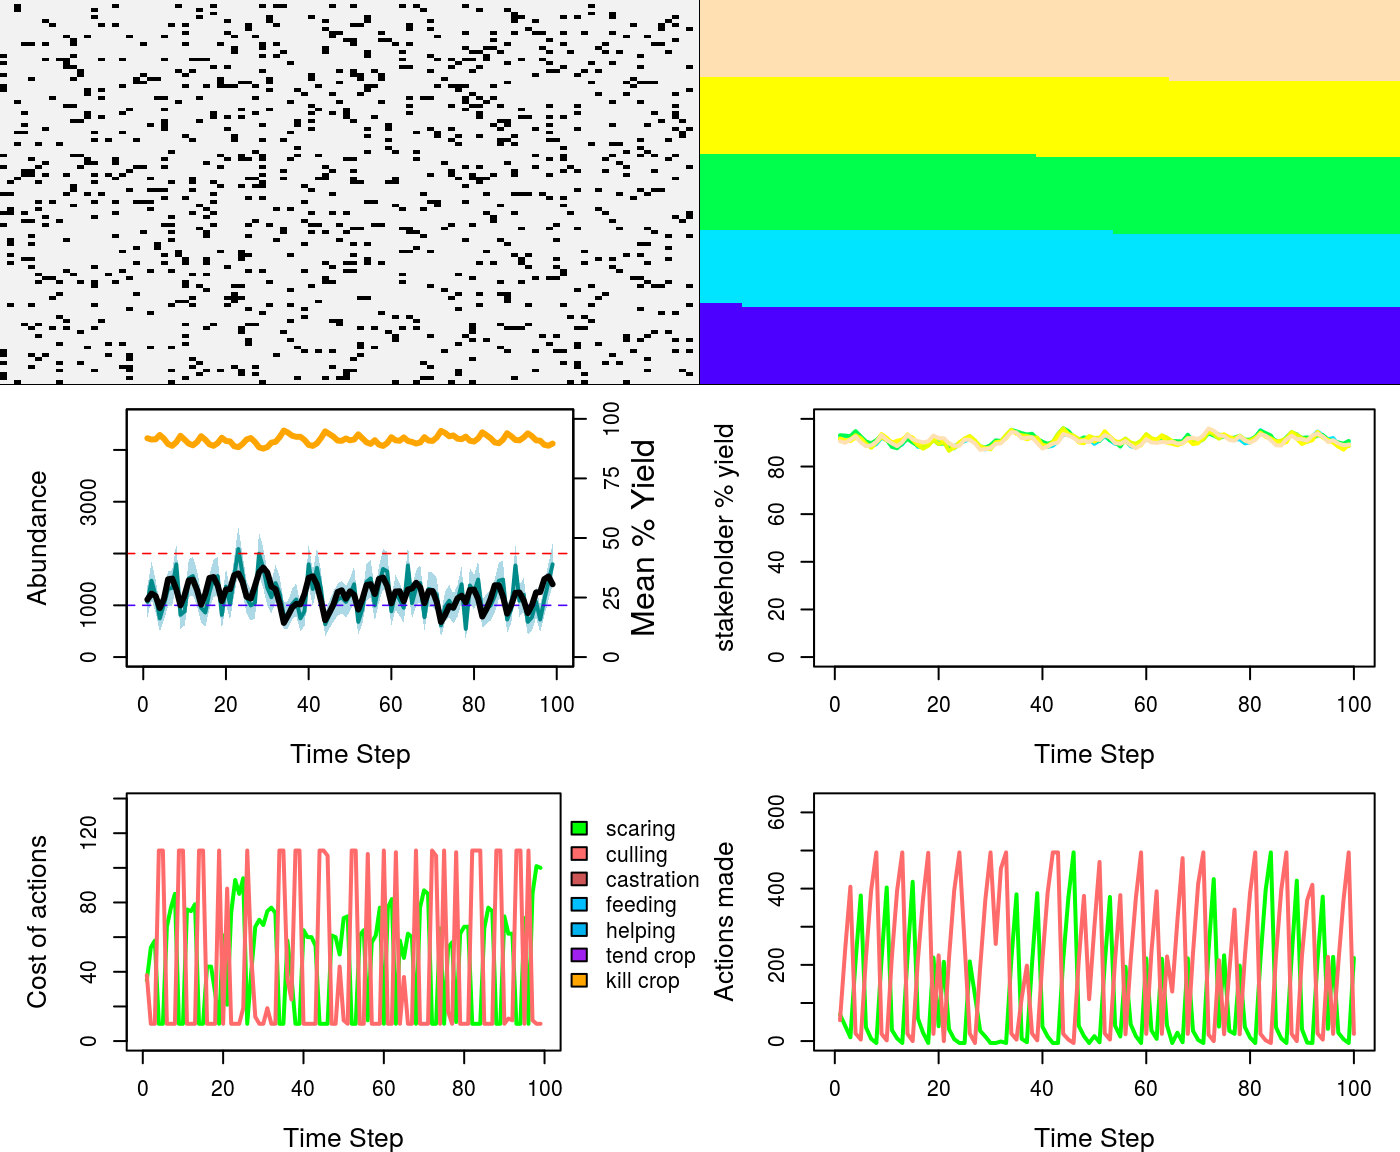 Abundance
0
1000
3000
0
25
50
75
100
Mean % Yield
0
20
40
60
80
100
Time Step
stakeholder % yield
0
20
40
60
80
0
20
40
60
80
100
Time Step
Cost of actions
0
40
80
120
0
20
40
60
80
100
Time Step
scaring
culling
castration
feeding
helping
tend crop
kill crop
Actions made
0
200
400
600
0
20
40
60
80
100
Time Step